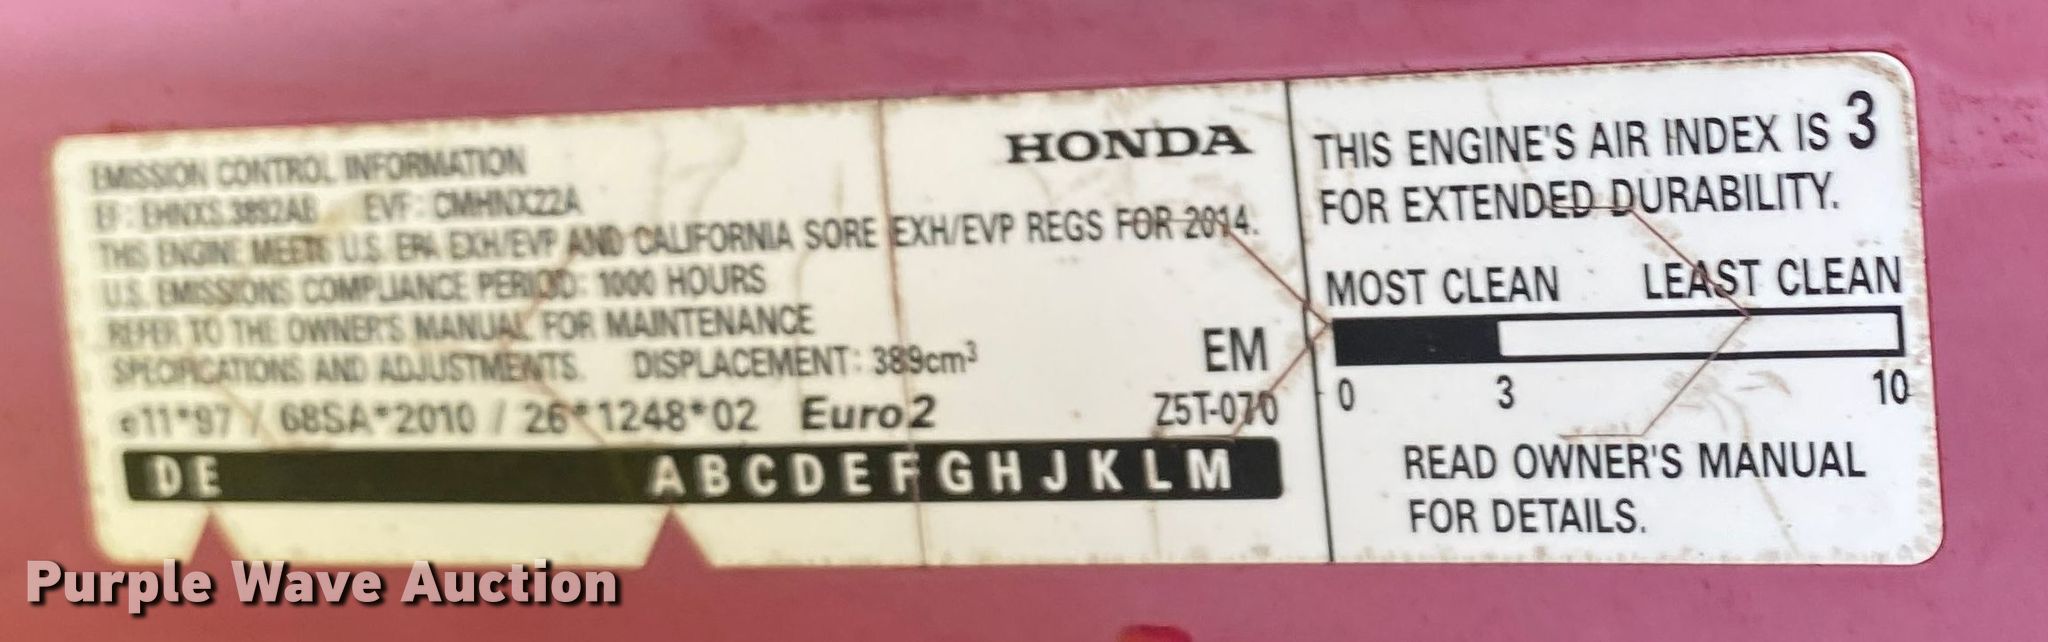 EMISSION CONTROL INFORMATION
HONDA
EF : EHNXS.3892AB EVF : CMHNX22A
THIS ENGINE MEETS U.S. EPA EXH/EVP AND CALIFORNIA SORE EXH/EVP REGS FOR 2014.
U.S. EMISSIONS COMPLIANCE PERIOD: 1000 HOURS
REFER TO THE OWNER'S MANUAL FOR MAINTENANCE
SPECIFICATIONS AND ADJUSTMENTS. DISPLACEMENT: 389cm³
EM
e11*97 / 68SA*2010 / 26*1248*02 Euro2
Z5T-070
D E A B C D E F G H J K L M
THIS ENGINE'S AIR INDEX IS 3
FOR EXTENDED DURABILITY.
MOST CLEAN LEAST CLEAN
0 3 10
READ OWNER'S MANUAL
FOR DETAILS.
Purple Wave Auction